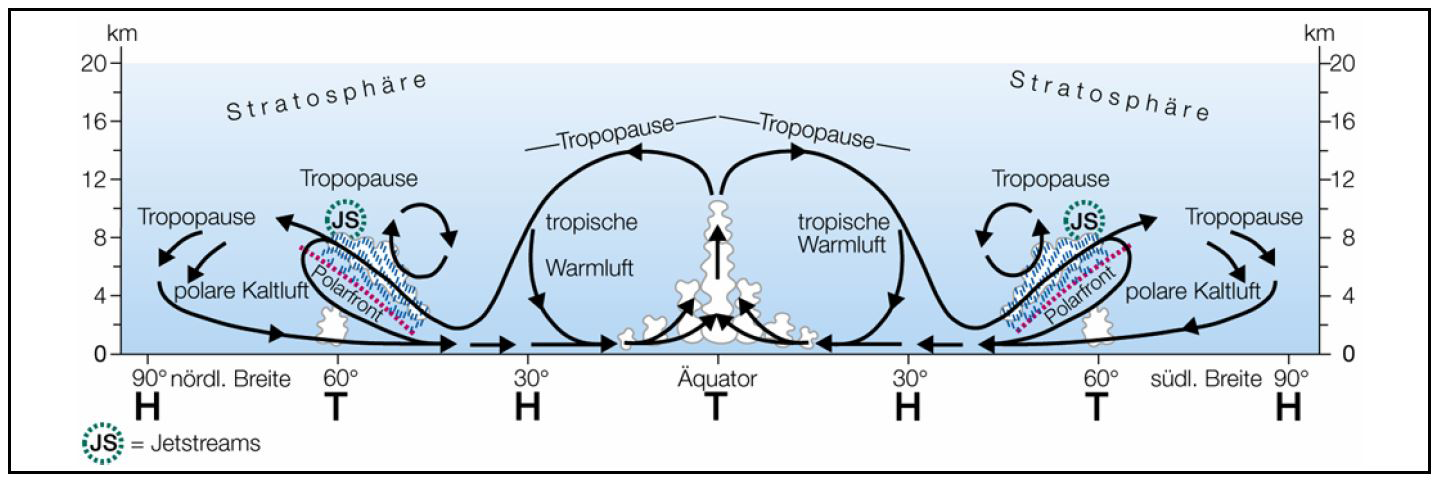 km
km
20
20
Stratosphäre
Stratosphäre
16
16
Tropopause
Tropopause
12
12
Tropopause
Tropopause
Tropopause
JS
tropische
tropische
Warmluft
JS
Tropopause
8
8
Warmluft
polare Kaltluft
Polarfront
Polarfront
polare Kaltluft
4
4
0
0
90° nördl. Breite
60°
30°
Äquator
30°
60°
südl. Breite 90°
H
T
H
T
H
T
H
JS = Jetstreams